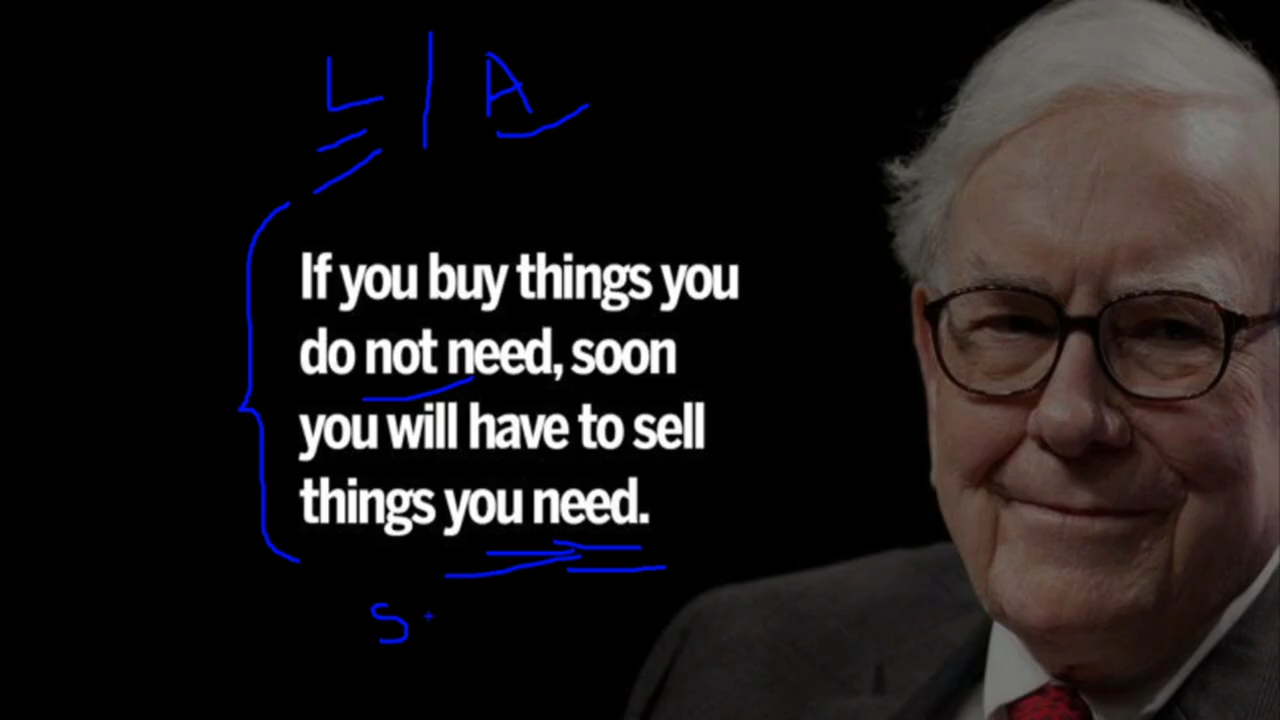 L | A
If you buy things you
do not need, soon
you will have to sell
things you need.
S